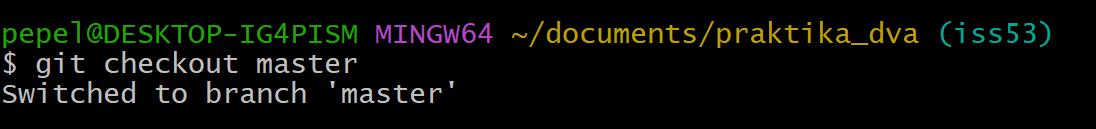 pepel@DESKTOP-IG4PISM MINGW64 ~/documents/praktika_dva (iss53)
$ git checkout master
Switched to branch 'master'